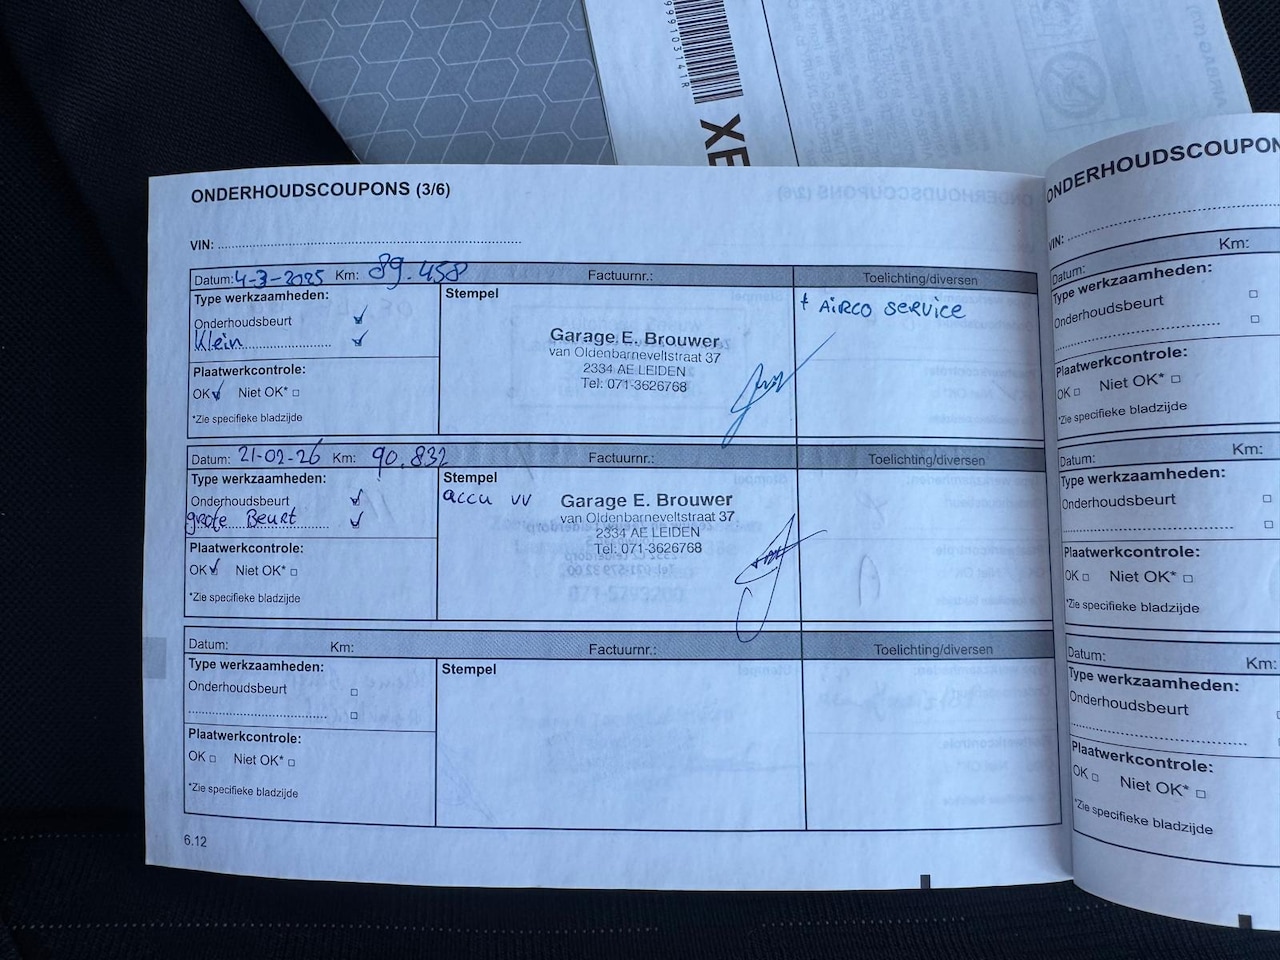 XE
ONDERHOUDSCOUPONS (3/6)
VIN:
Datum: 4-3-2025 Km: 89.458 Factuurnr.: Toelichting/diversen
Type werkzaamheden:
Stempel
+ AiRCO SERVICE
Onderhoudsbeurt
Klein
Garage E. Brouwer
van Oldenbarneveltstraat 37
2334 AE LEIDEN
Tel: 071-3626768
Plaatwerkcontrole:
OK Niet OK*
*Zie specifieke bladzijde
Datum: 21-02-26 Km: 90.832 Factuurnr.: Toelichting/diversen
Type werkzaamheden:
Stempel
accu vv
Onderhoudsbeurt
grote Beurt
Garage E. Brouwer
van Oldenbarneveltstraat 37
2334 AE LEIDEN
Tel: 071-3626768
Plaatwerkcontrole:
OK Niet OK*
*Zie specifieke bladzijde
Datum: Km: Factuurnr.: Toelichting/diversen
Type werkzaamheden:
Stempel
Onderhoudsbeurt
Plaatwerkcontrole:
OK Niet OK*
*Zie specifieke bladzijde
6.12
ONDERHOUDSCOUPON
VIN:
Datum: Km:
Type werkzaamheden:
Onderhoudsbeurt
Plaatwerkcontrole:
OK Niet OK*
*Zie specifieke bladzijde
Datum: Km:
Type werkzaamheden:
Onderhoudsbeurt
Plaatwerkcontrole:
OK Niet OK*
*Zie specifieke bladzijde
Datum: Km:
Type werkzaamheden:
Onderhoudsbeurt
Plaatwerkcontrole:
OK Niet OK*
*Zie specifieke bladzijde